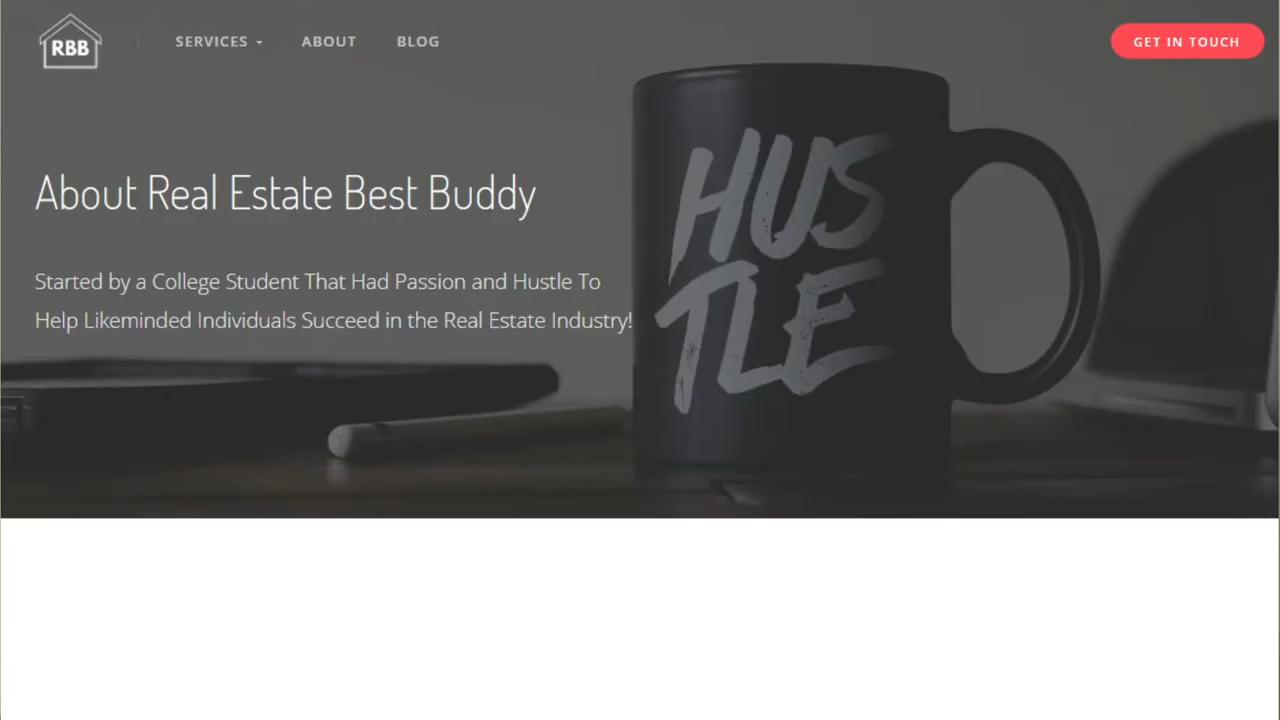 RBB
SERVICES
ABOUT
BLOG
GET IN TOUCH
HUS
TLE
About Real Estate Best Buddy
Started by a College Student That Had Passion and Hustle To
Help Likeminded Individuals Succeed in the Real Estate Industry!